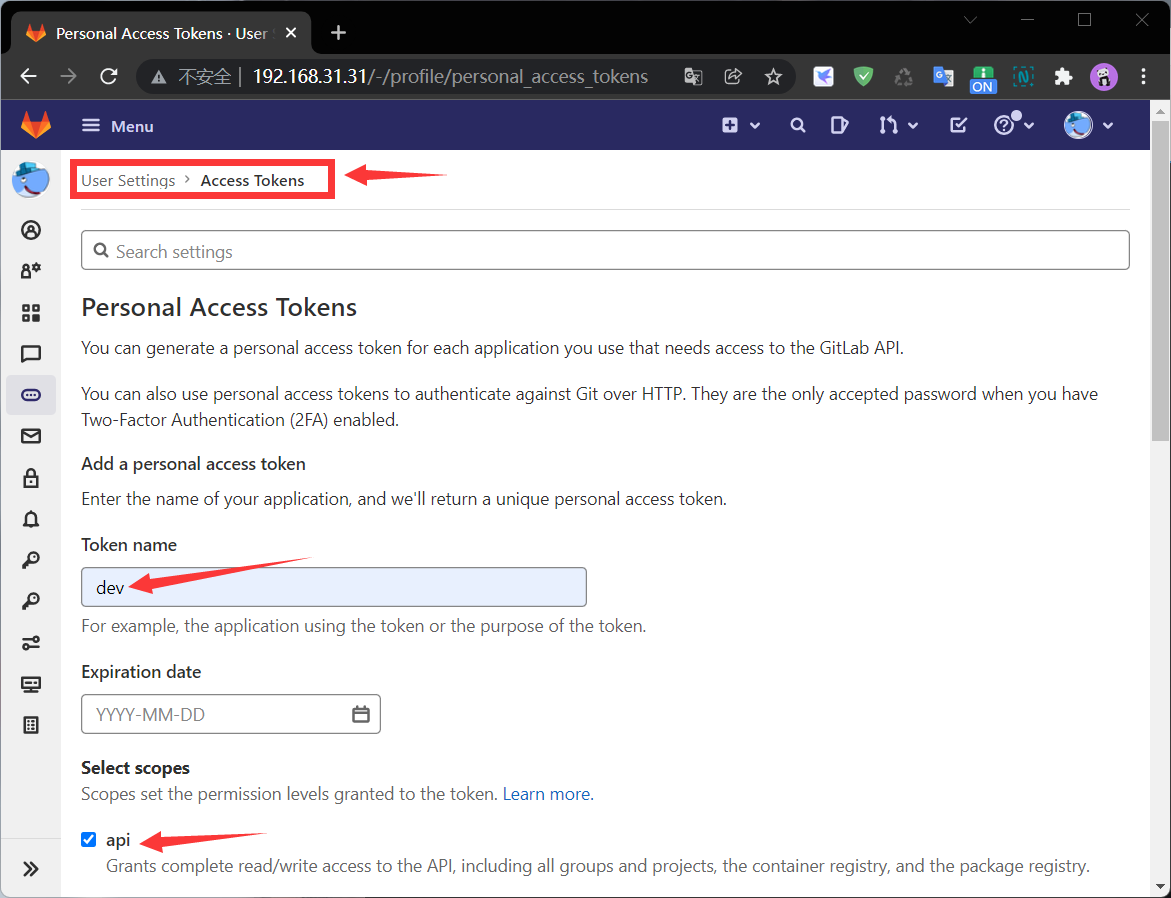 Personal Access Tokens · User
不安全 | 192.168.31.31/-/profile/personal_access_tokens
ON
Menu
User Settings › Access Tokens
Search settings
Personal Access Tokens
You can generate a personal access token for each application you use that needs access to the GitLab API.
You can also use personal access tokens to authenticate against Git over HTTP. They are the only accepted password when you have
Two-Factor Authentication (2FA) enabled.
Add a personal access token
Enter the name of your application, and we'll return a unique personal access token.
Token name
dev
For example, the application using the token or the purpose of the token.
Expiration date
YYYY-MM-DD
Select scopes
Scopes set the permission levels granted to the token. Learn more.
api
Grants complete read/write access to the API, including all groups and projects, the container registry, and the package registry.